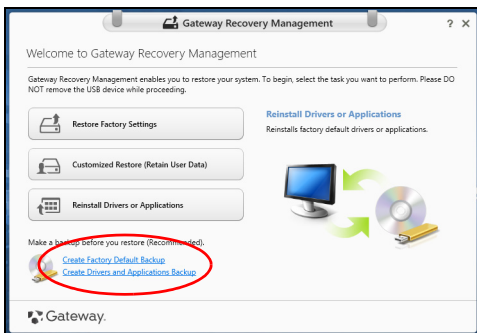 Gateway Recovery Management
? X
Welcome to Gateway Recovery Management
Gateway Recovery Management enables you to restore your system. To begin, select the task you want to perform. Please DO
NOT remove the USB device while proceeding.
Restore Factory Settings
Customized Restore (Retain User Data)
Reinstall Drivers or Applications
Reinstall Drivers or Applications
Reinstalls factory default drivers or applications.
Make a backup before you restore (Recommended).
Create Factory Default Backup
Create Drivers and Applications Backup
Gateway.